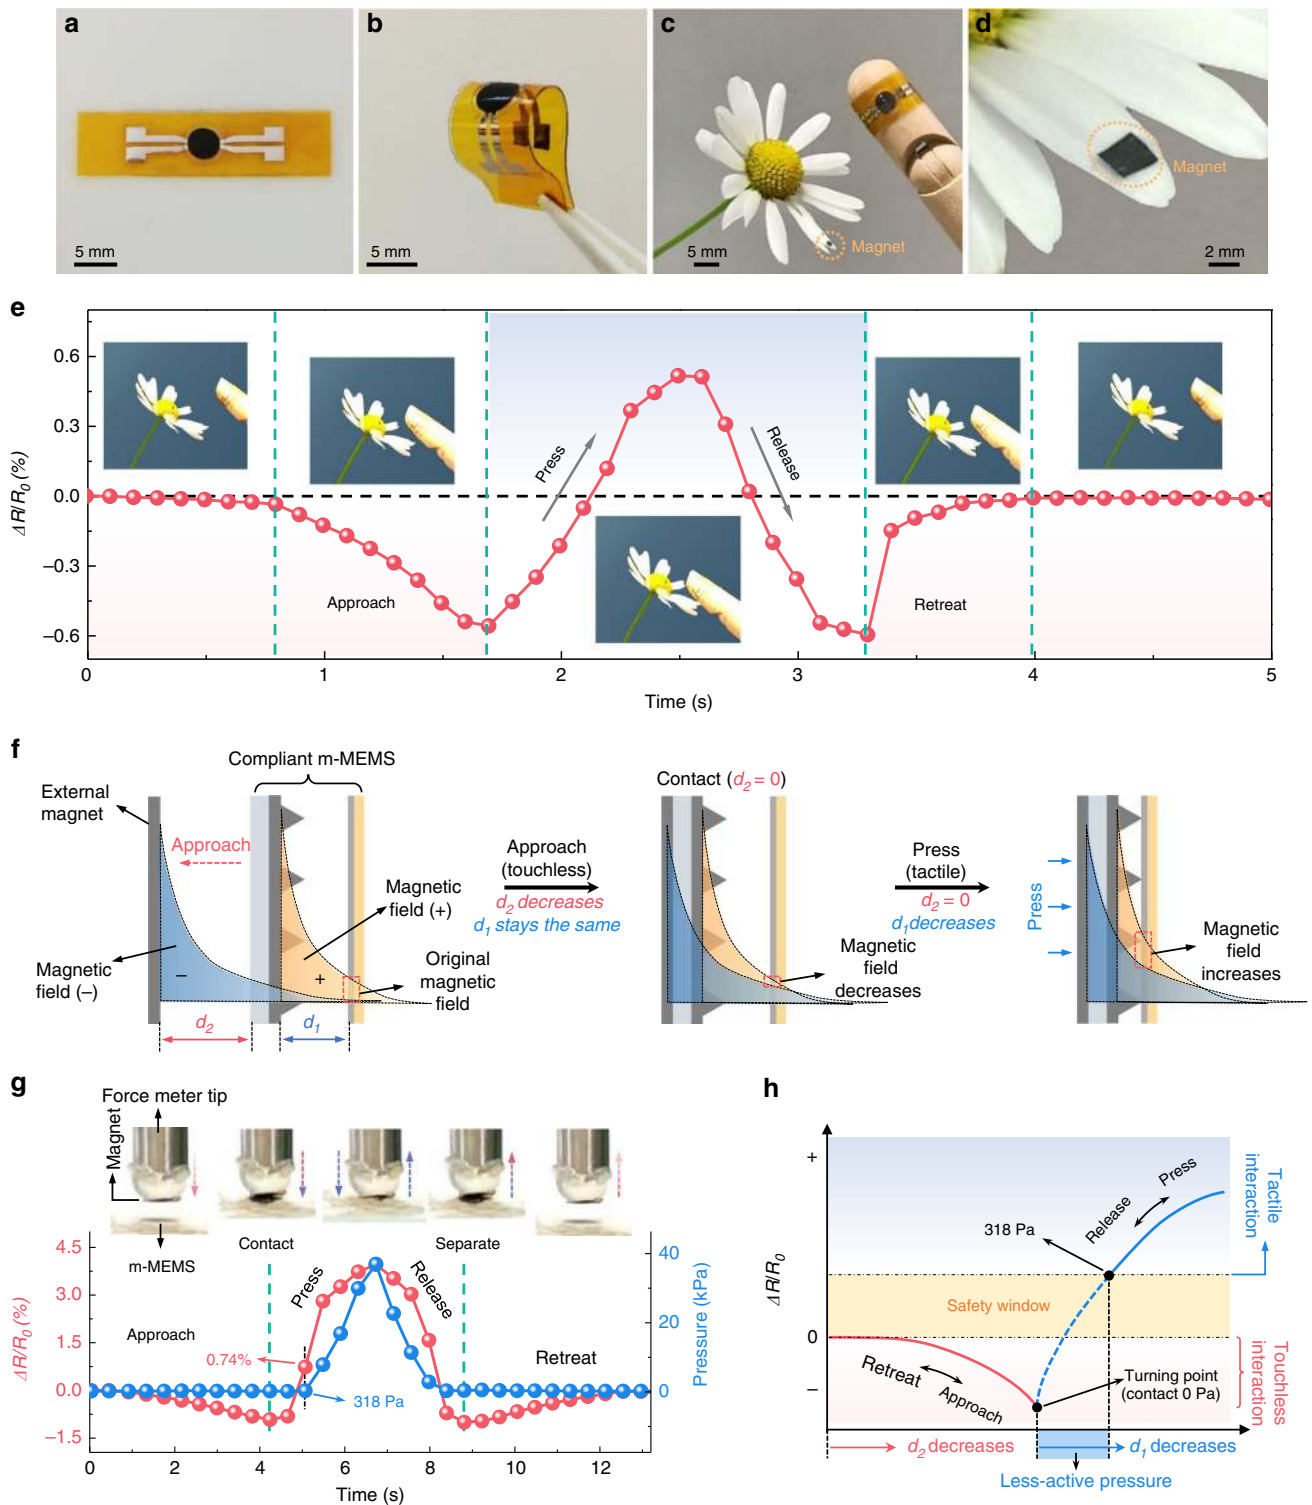 a
b
c
d
5 mm
5 mm
5 mm
Magnet
Magnet
2 mm
e
ΔR/R0 (%)
0.6
0.3
0.0
−0.3
−0.6
Approach
Press
Release
Retreat
0
1
2
3
4
5
Time (s)
f
Compliant m-MEMS
External
magnet
Approach
Magnetic
field (+)
Magnetic
field (−)
−
+
Original
magnetic
field
d2
d1
Approach
(touchless)
d2 decreases
d1 stays the same
Contact (d2 = 0)
Magnetic
field
decreases
Press
(tactile)
d2 = 0
d1 decreases
Press
Magnetic
field
increases
g
Force meter tip
Magnet
m-MEMS
Contact
Separate
Approach
Press
Release
Retreat
0.74%
318 Pa
ΔR/R0 (%)
4.5
3.0
1.5
0.0
−1.5
40
20
0
Pressure (kPa)
0
2
4
6
8
10
12
Time (s)
h
ΔR/R0
+
0
−
318 Pa
Release
Press
Safety window
Retreat
Approach
Turning point
(contact 0 Pa)
Tactile
interaction
Touchless
interaction
d2 decreases
d1 decreases
Less-active pressure